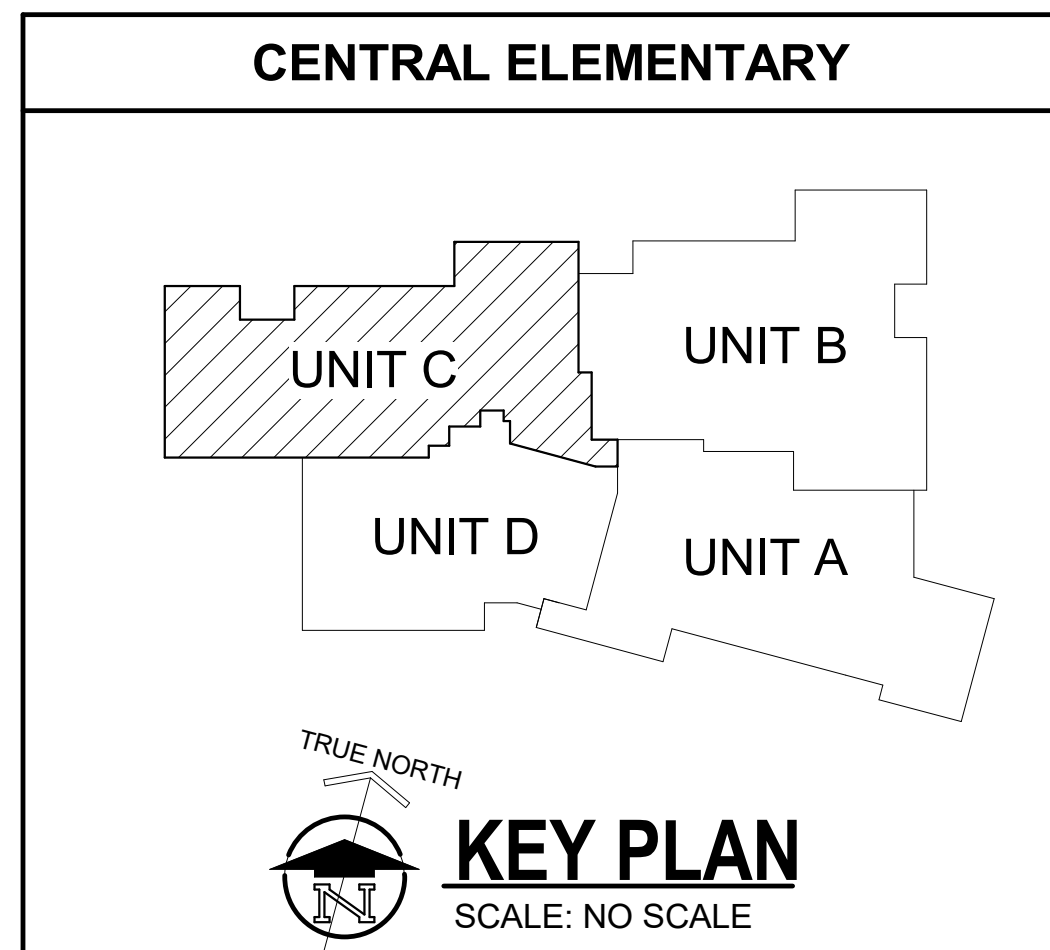 CENTRAL ELEMENTARY
UNIT B
UNIT C
UNIT D
UNIT A
TRUE NORTH
N
KEY PLAN
SCALE: NO SCALE